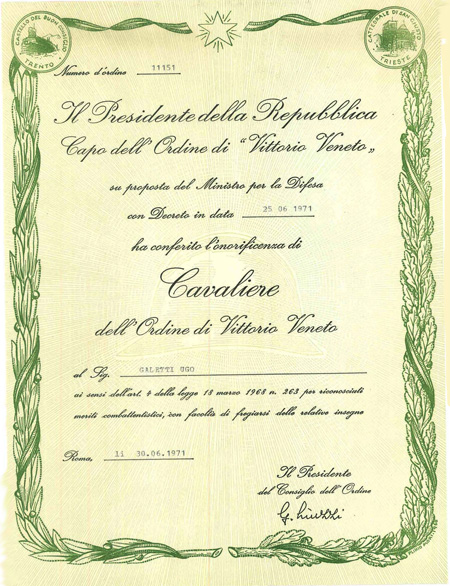 CASTELLO DEL BUON CONSIGLIO
TRENTO
CATTEDRALE DI SAN GIUSTO
TRIESTE
Numero d'ordine 11151
Il Presidente della Repubblica
Capo dell'Ordine di "Vittorio Veneto„
su proposta del Ministro per la Difesa
con Decreto in data 25 06 1971
ha conferito l'onorificenza di
Cavaliere
dell'Ordine di Vittorio Veneto
al Sig. GALETTI UGO
ai sensi dell'art. 4 della legge 18 marzo 1968 n. 263 per riconosciuti
meriti combattentistici, con facoltà di fregiarsi delle relative insegne
Roma, li 30.06.1971
Il Presidente
del Consiglio dell'Ordine